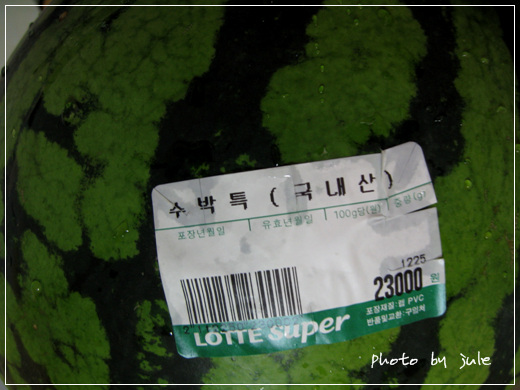 수박특 (국내산)
포장년월일 유효년월일 100g당(원) 중량(g)
1225
23000 원
포장재질:랩 PVC
반품및교환:구입처
LOTTE super
photo by jule